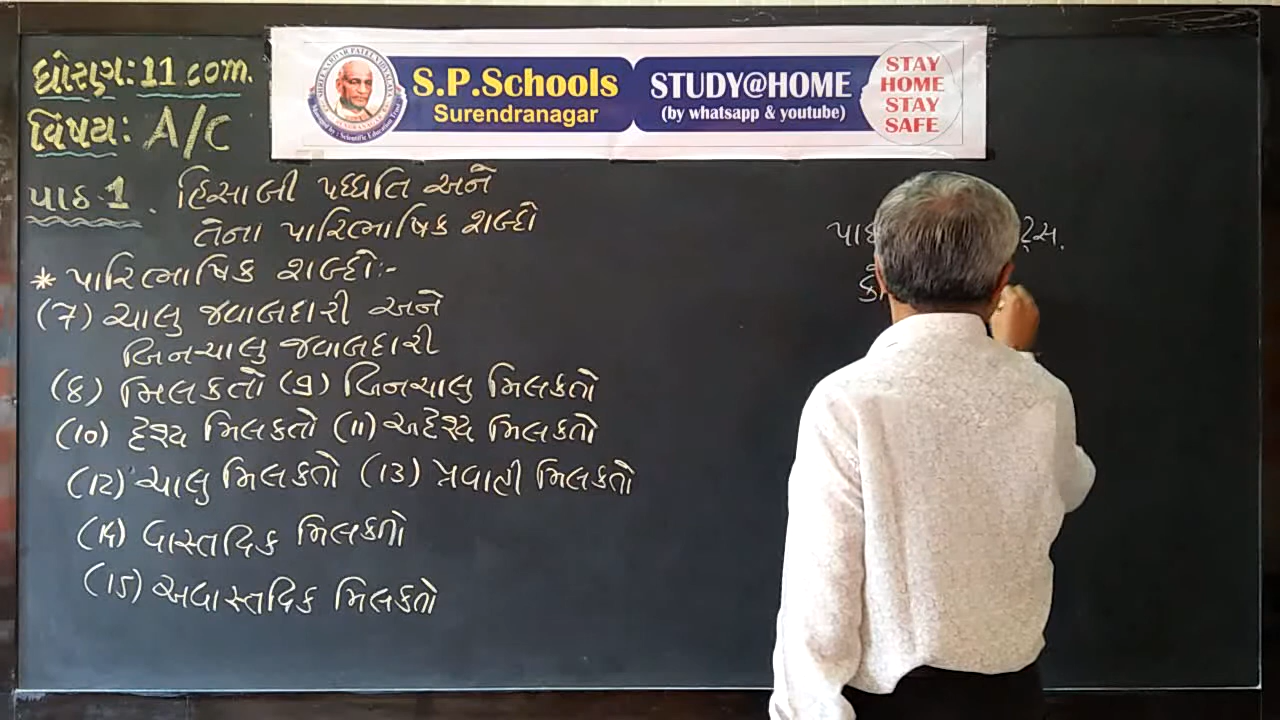 ધોરણ: 11 com.
વિષય: A/C
પાઠ.1. હિસાબી પધ્ધતિ અને
તેના પારિભાષિક શબ્દો
* પારિભાષિક શબ્દો:-
(7) ચાલુ જવાબદારી અને
બિનચાલુ જવાબદારી
(8) મિલકતો (9) બિનચાલુ મિલકતો
(10) દૃશ્ય મિલકતો (11) અદૃશ્ય મિલકતો
(12) ચાલુ મિલકતો (13) પ્રવાહી મિલકતો
(14) વાસ્તવિક મિલકતો
(15) અવાસ્તવિક મિલકતો
S.P.Schools
Surendranagar
STUDY@HOME
(by whatsapp & youtube)
STAY
HOME
STAY
SAFE